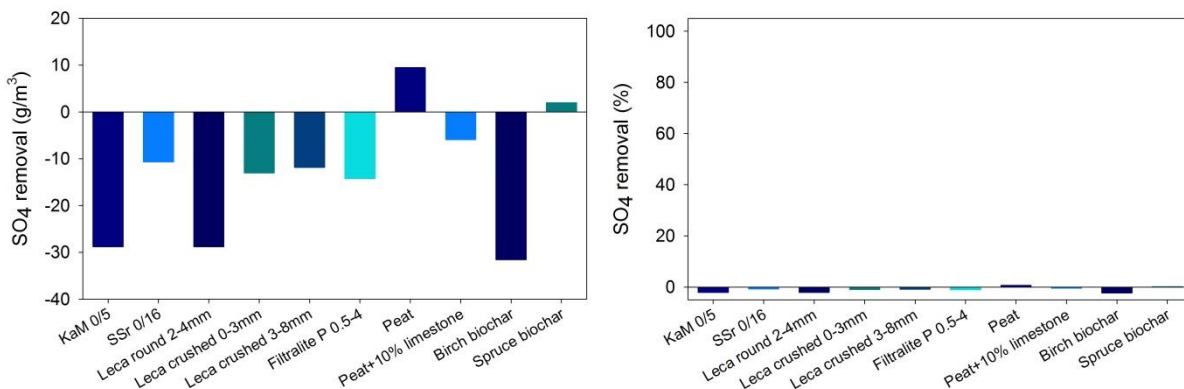 SO4 removal (g/m3)
20
10
0
-10
-20
-30
-40
KaM 0/5
SSr 0/16
Leca round 2-4mm
Leca crushed 0-3mm
Leca crushed 3-8mm
Filtralite P 0.5-4
Peat
Peat+10% limestone
Birch biochar
Spruce biochar
SO4 removal (%)
100
80
60
40
20
0
KaM 0/5
SSr 0/16
Leca round 2-4mm
Leca crushed 0-3mm
Leca crushed 3-8mm
Filtralite P 0.5-4
Peat
Peat+10% limestone
Birch biochar
Spruce biochar